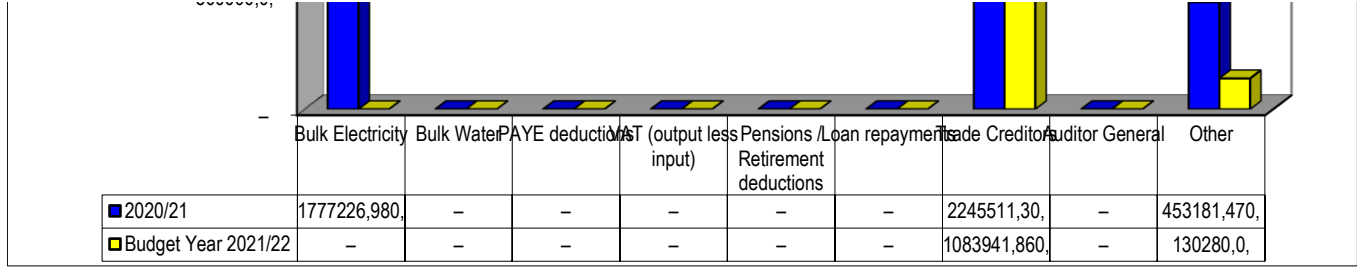 –
Bulk Electricity Bulk Water PAYE deductions VAT (output less input) Pensions / Retirement deductions Loan repayments Trade Creditors Auditor General Other
2020/21 1777226,980, – – – – – 2245511,30, – 453181,470,
Budget Year 2021/22 – – – – – – 1083941,860, – 130280,0,